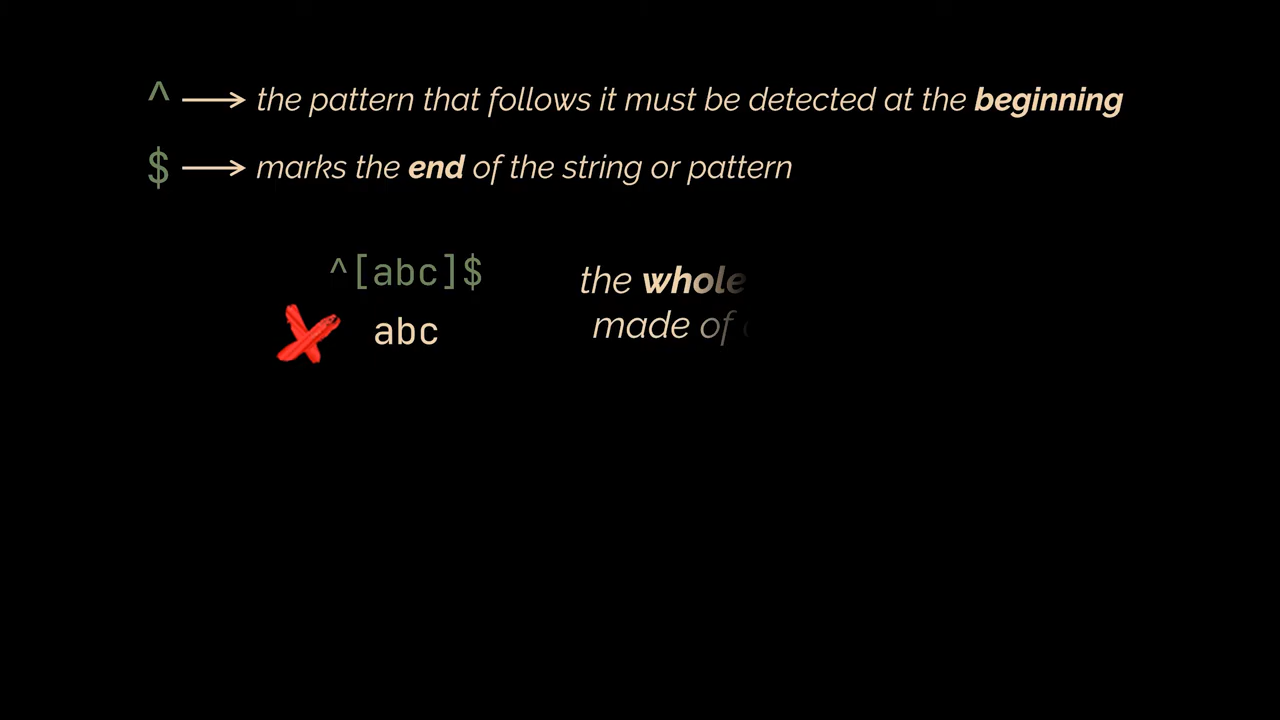 ^ → the pattern that follows it must be detected at the beginning
$ → marks the end of the string or pattern
^[abc]$
abc
the whole
made of